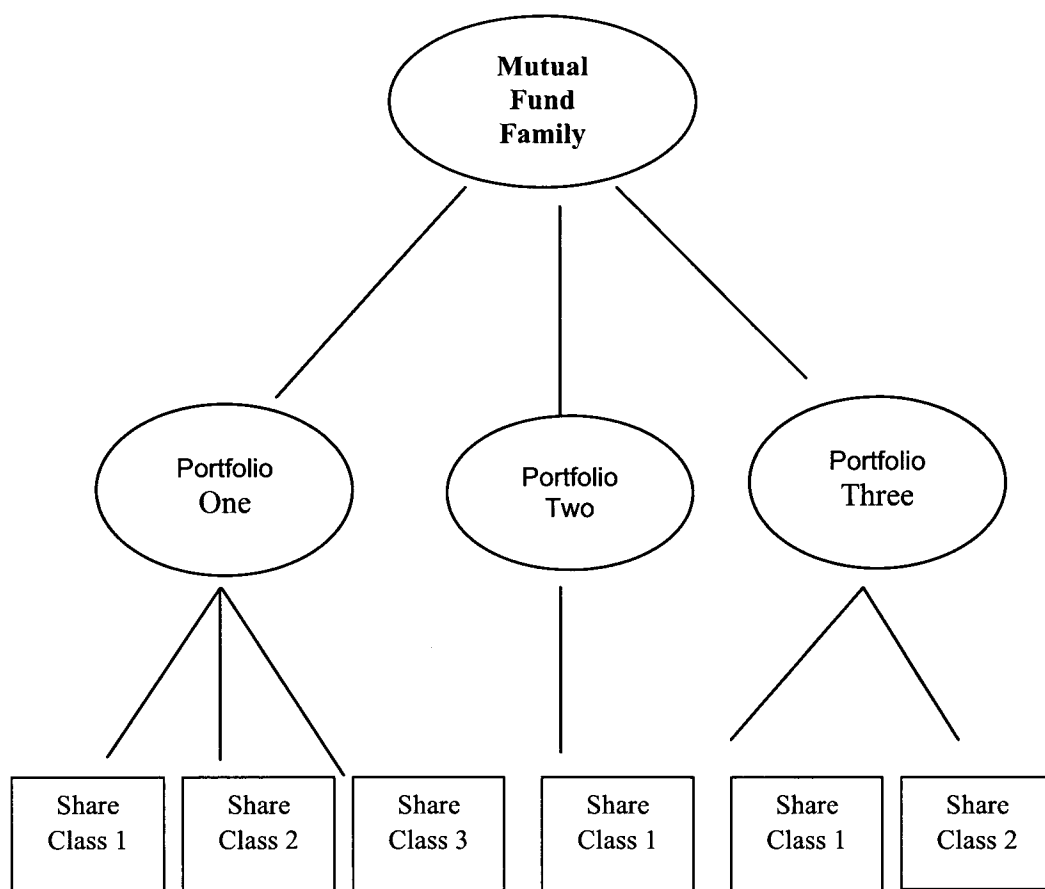 Mutual
Fund
Family
Portfolio
One
Portfolio
Two
Portfolio
Three
Share
Class 1
Share
Class 2
Share
Class 3
Share
Class 1
Share
Class 1
Share
Class 2